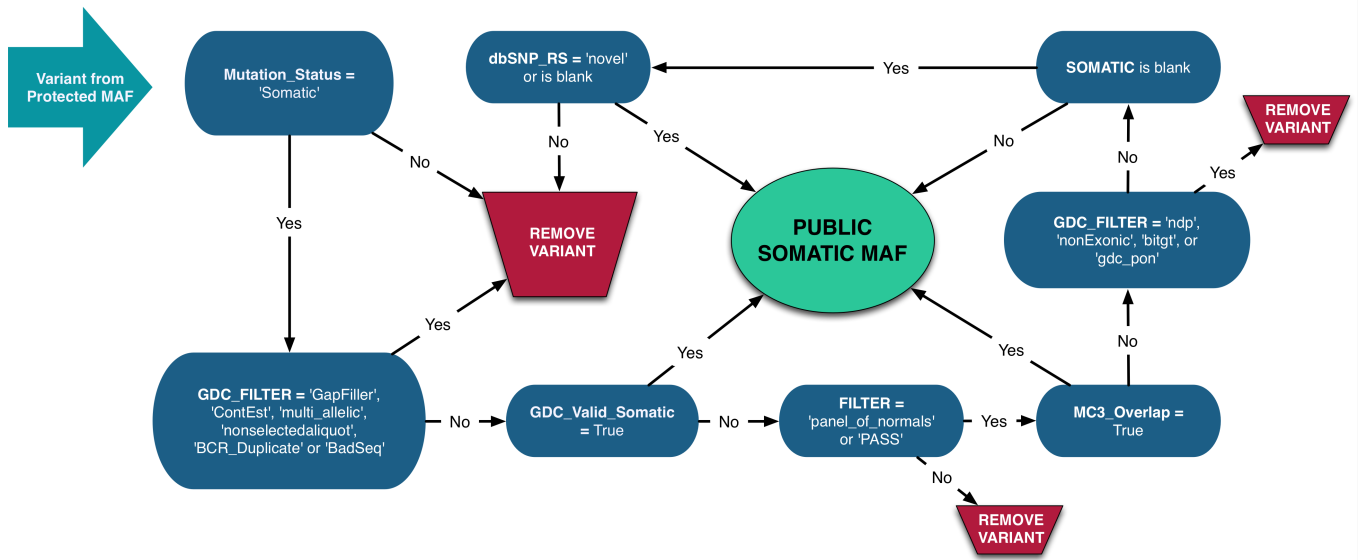 Variant from
Protected MAF
Mutation_Status =
'Somatic'
No
Yes
GDC_FILTER = 'GapFiller',
'ContEst', 'multi_allelic',
'nonselectedaliquot',
'BCR_Duplicate' or 'BadSeq'
Yes
No
REMOVE
VARIANT
dbSNP_RS = 'novel'
or is blank
No
Yes
GDC_Valid_Somatic
= True
Yes
No
FILTER =
'panel_of_normals'
or 'PASS'
Yes
No
REMOVE
VARIANT
MC3_Overlap =
True
Yes
No
GDC_FILTER = 'ndp',
'nonExonic', 'bitgt', or
'gdc_pon'
Yes
REMOVE
VARIANT
No
SOMATIC is blank
Yes
No
PUBLIC
SOMATIC MAF